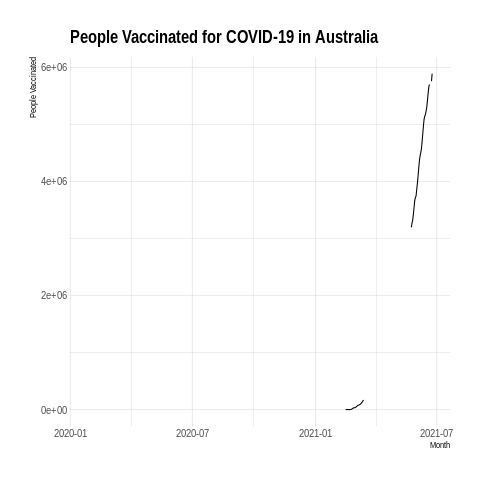 People Vaccinated for COVID-19 in Australia
People Vaccinated
6e+06
4e+06
2e+06
0e+00
2020-01 2020-07 2021-01 2021-07
Month